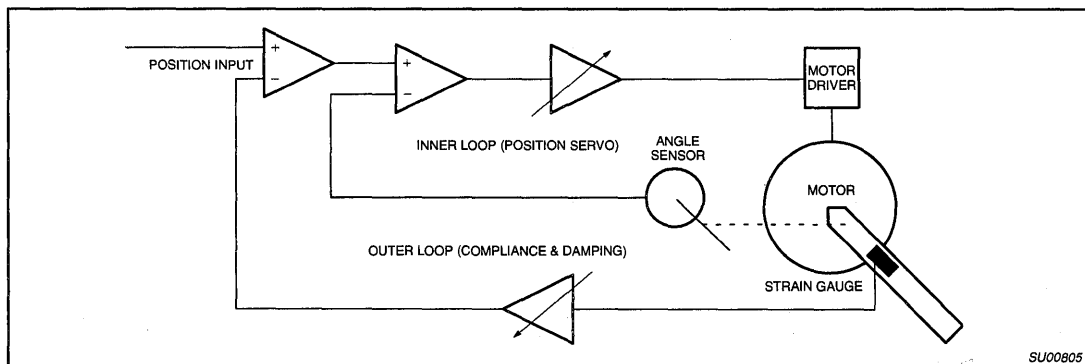 POSITION INPUT
+
−
+
−
MOTOR
DRIVER
INNER LOOP (POSITION SERVO)
ANGLE
SENSOR
MOTOR
OUTER LOOP (COMPLIANCE & DAMPING)
STRAIN GAUGE
SU00805